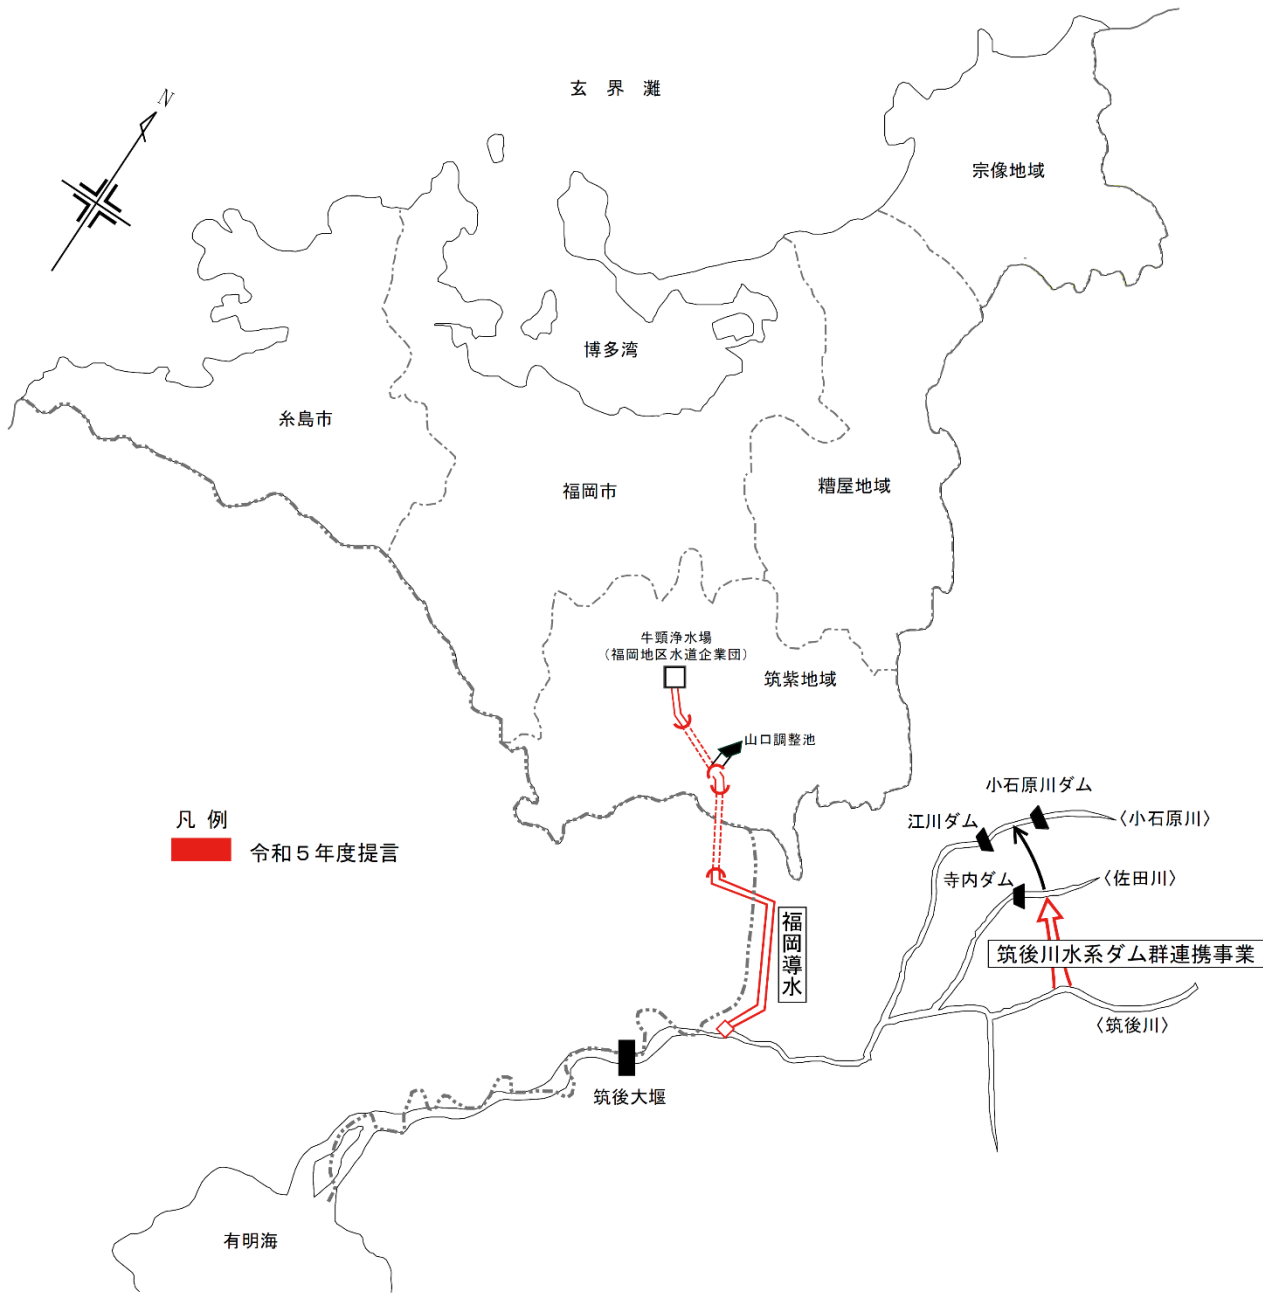 玄界灘
N
宗像地域
博多湾
糸島市
福岡市
糟屋地域
牛頸浄水場
(福岡地区水道企業団)
筑紫地域
山口調整池
小石原川ダム
江川ダム
〈小石原川〉
凡例
令和5年度提言
寺内ダム
〈佐田川〉
福岡導水
筑後川水系ダム群連携事業
〈筑後川〉
筑後大堰
有明海